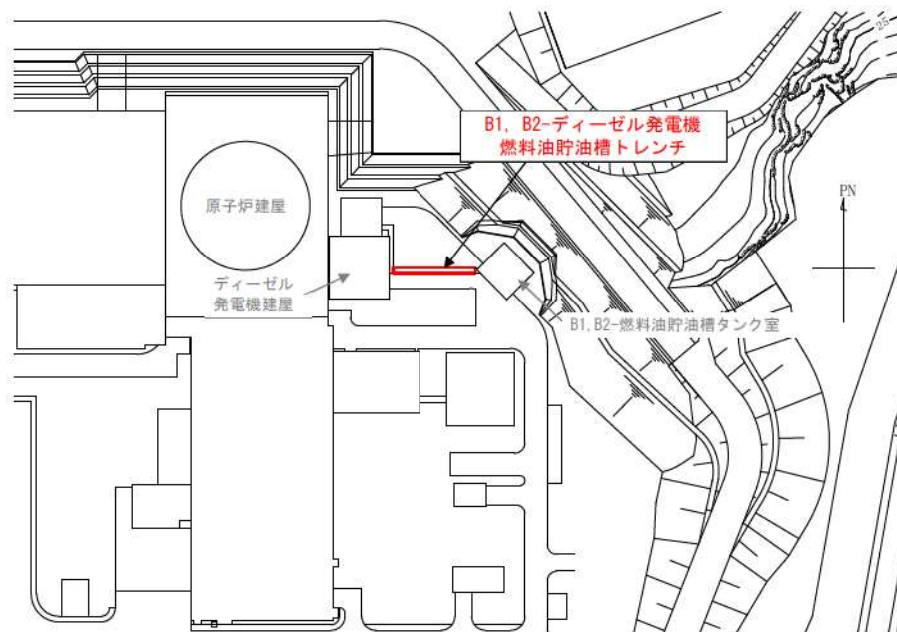 25
B1, B2-ディーゼル発電機
燃料油貯油槽トレンチ
PN
原子炉建屋
ディーゼル
発電機建屋
B1,B2-燃料油貯油槽タンク室